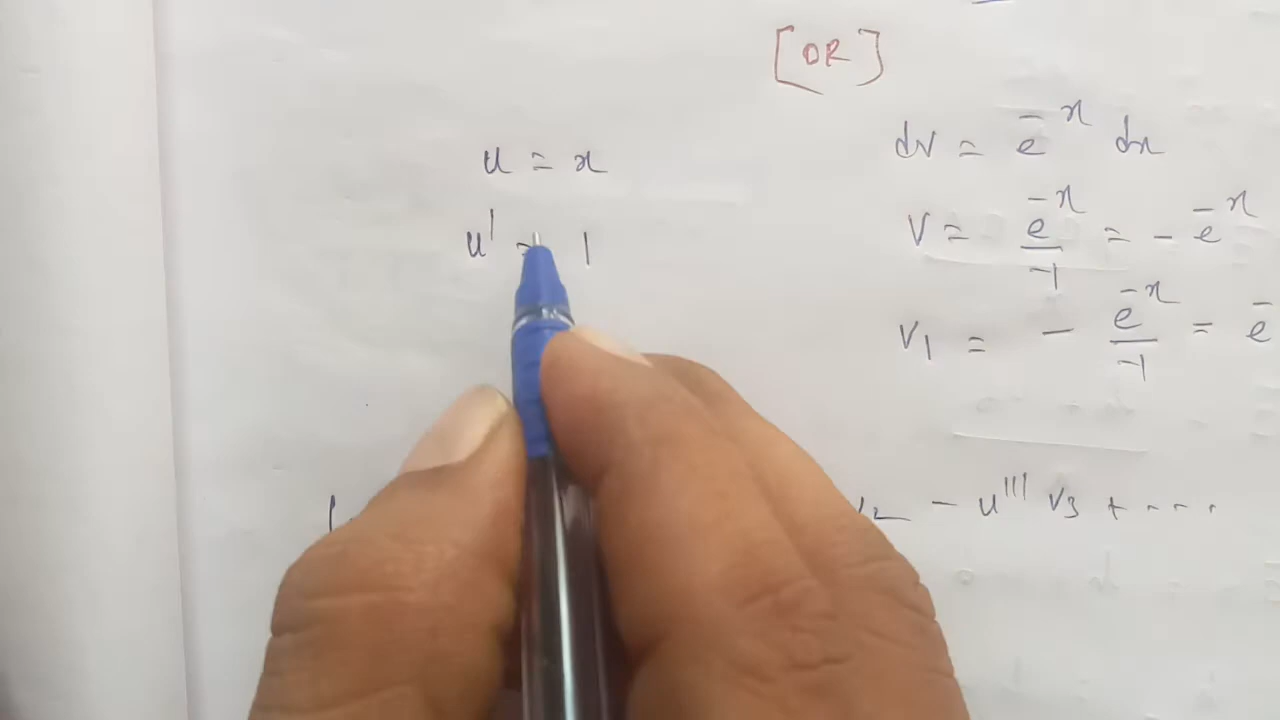 [OR]
u = x
dv = e^-x dx
u' = 1
v = e^-x/-1 = - e^-x
v1 = - e^-x/-1 = e^-
v2 - u''' v3 + ....